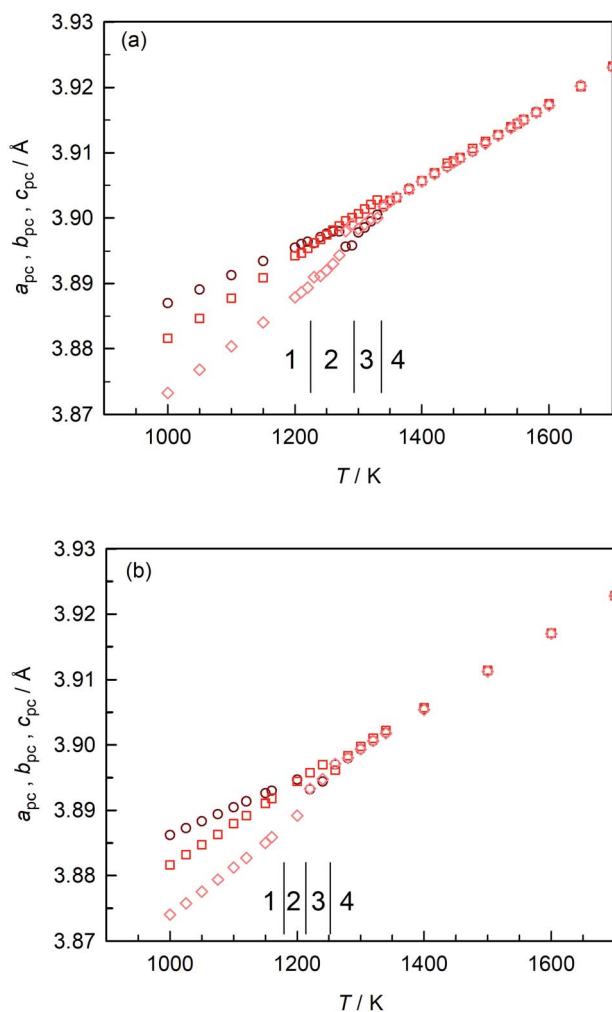 (a)
3.93
3.92
3.91
3.90
3.89
3.88
3.87
a_pc , b_pc , c_pc / Å
1 2 3 4
1000 1200 1400 1600
T / K
(b)
3.93
3.92
3.91
3.90
3.89
3.88
3.87
a_pc , b_pc , c_pc / Å
1 2 3 4
1000 1200 1400 1600
T / K